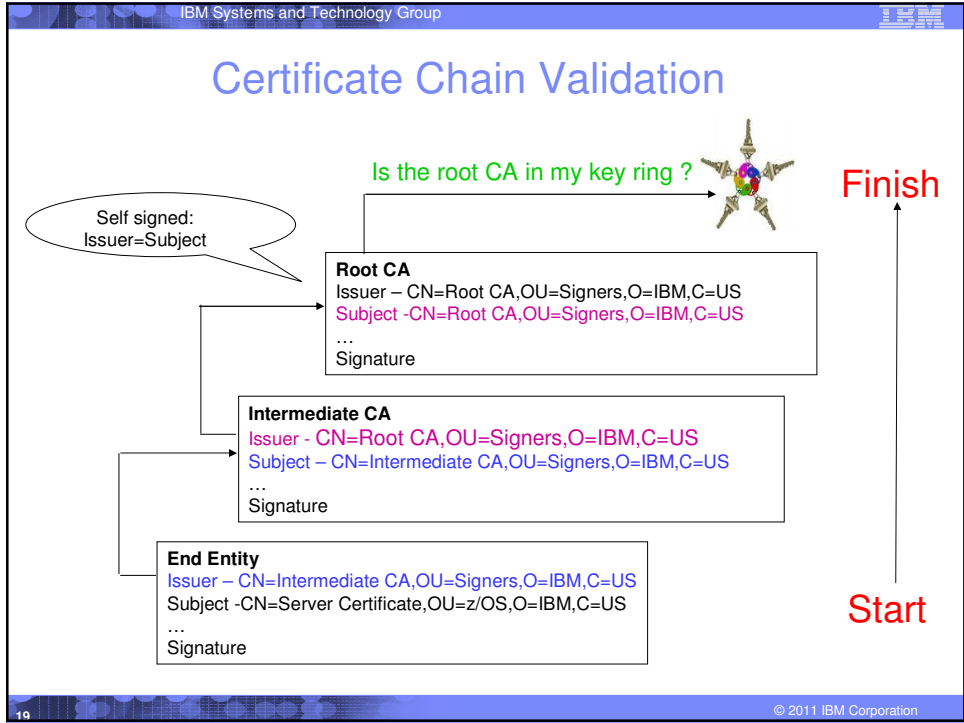 IBM Systems and Technology Group
IBM
Certificate Chain Validation
Is the root CA in my key ring ?
Finish
Self signed:
Issuer=Subject
Root CA
Issuer – CN=Root CA,OU=Signers,O=IBM,C=US
Subject -CN=Root CA,OU=Signers,O=IBM,C=US
…
Signature
Intermediate CA
Issuer - CN=Root CA,OU=Signers,O=IBM,C=US
Subject – CN=Intermediate CA,OU=Signers,O=IBM,C=US
…
Signature
End Entity
Issuer – CN=Intermediate CA,OU=Signers,O=IBM,C=US
Subject -CN=Server Certificate,OU=z/OS,O=IBM,C=US
…
Signature
Start
19
© 2011 IBM Corporation